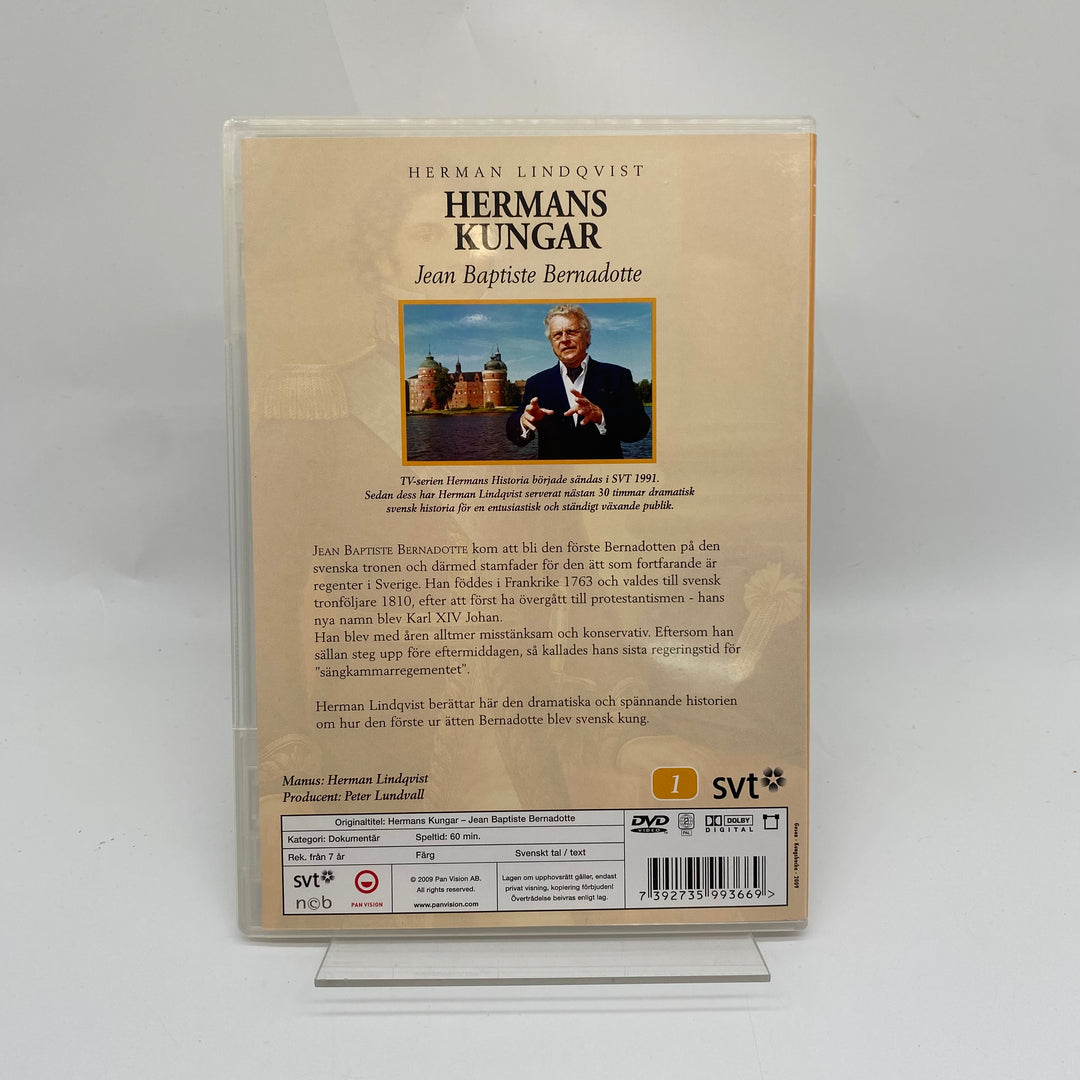 HERMAN LINDQVIST
HERMANS
KUNGAR
Jean Baptiste Bernadotte
TV-serien Hermans Historia började sändas i SVT 1991.
Sedan dess har Herman Lindqvist serverat nästan 30 timmar dramatisk
svensk historia för en entusiastisk och ständigt växande publik.
JEAN BAPTISTE BERNADOTTE kom att bli den förste Bernadotten på den
svenska tronen och därmed stamfader för den ätt som fortfarande är
regenter i Sverige. Han föddes i Frankrike 1763 och valdes till svensk
tronföljare 1810, efter att först ha övergått till protestantismen - hans
nya namn blev Karl XIV Johan.
Han blev med åren alltmer misstänksam och konservativ. Eftersom han
sällan steg upp före eftermiddagen, så kallades hans sista regeringstid för
"sängkammarregementet".
Herman Lindqvist berättar här den dramatiska och spännande historien
om hur den förste ur ätten Bernadotte blev svensk kung.
Manus: Herman Lindqvist
Producent: Peter Lundvall
1
svt
Originaltitel: Hermans Kungar – Jean Baptiste Bernadotte
Kategori: Dokumentär
Speltid: 60 min.
Rek. från 7 år
Färg
Svenskt tal / text
svt
n©b
PAN VISION
© 2009 Pan Vision AB.
All rights reserved.
www.panvision.com
Lagen om upphovsrätt gäller, endast
privat visning, kopiering förbjuden!
Överträdelse beivras enligt lag.
DVD
VIDEO
2
PAL
DOLBY
DIGITAL
7 392735 993669 >